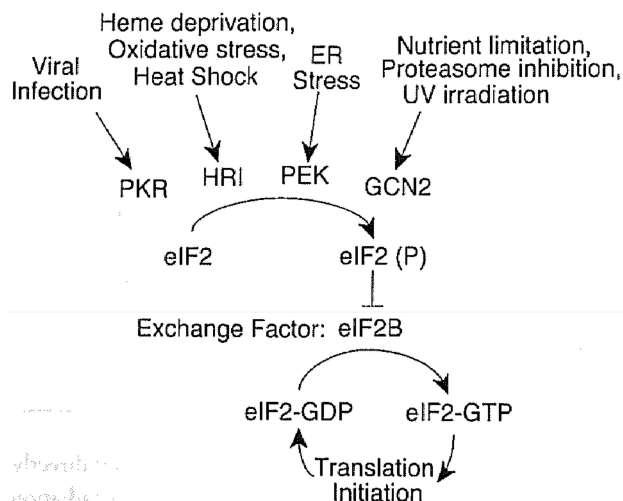 Viral
Infection
Heme deprivation,
Oxidative stress,
Heat Shock
ER
Stress
Nutrient limitation,
Proteasome inhibition,
UV irradiation
PKR
HRI
PEK
GCN2
eIF2
eIF2 (P)
Exchange Factor: eIF2B
eIF2-GDP
eIF2-GTP
Translation
Initiation